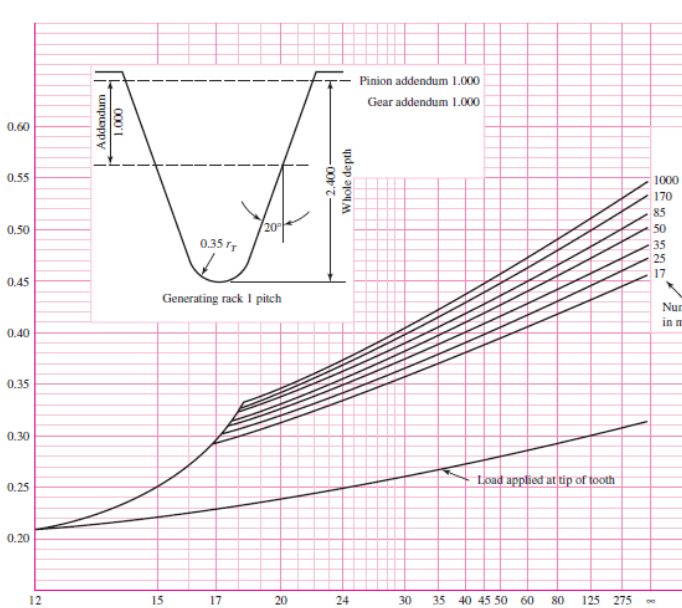 Pinion addendum 1.000
Gear addendum 1.000
Addendum
1.000
2.400
Whole depth
20°
0.35 rT
Generating rack 1 pitch
0.60
0.55
0.50
0.45
0.40
0.35
0.30
0.25
0.20
1000
170
85
50
35
25
17
Nur
in m
Load applied at tip of tooth
12 15 17 20 24 30 35 40 45 50 60 80 125 275 ∞